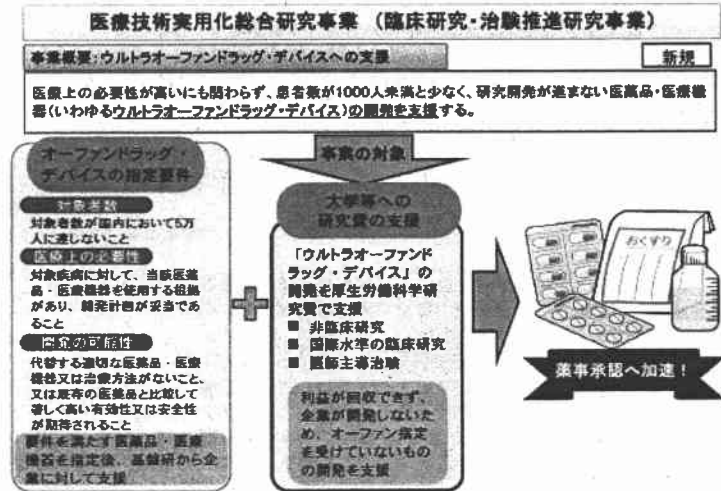 医療技術実用化総合研究事業 （臨床研究・治験推進研究事業）
事業概要：ウルトラオーファンドラッグ・デバイスへの支援
新規
医療上の必要性が高いにも関わらず、患者数が1000人未満と少なく、研究開発が進まない医薬品・医療機
器（いわゆるウルトラオーファンドラッグ・デバイス）の開発を支援する。
オーファンドラッグ・
デバイスの指定要件
対象者数
対象者数が国内において5万
人に達しないこと
医療上の必要性
対象疾病に対して、当該医薬
品・医療機器を使用する根拠
があり、開発計画が妥当であ
ること
開発の可能性
代替する適切な医薬品・医療
機器又は治療方法がないこと、
又は既存の医薬品と比較して
著しく高い有効性又は安全性
が期待されること
要件を満たす医薬品・医療
機器を指定後、基盤研から企
業に対して支援
事業の対象
大学等への
研究費の支援
「ウルトラオーファンド
ラッグ・デバイス」の
開発を厚生労働科学研
究費で支援
■ 非臨床研究
■ 国際水準の臨床研究
■ 医師主導治験
利益が回収できず、
企業が開発しないた
め、オーファン指定
を受けていないもの
の開発を支援
おくすり
薬事承認へ加速！